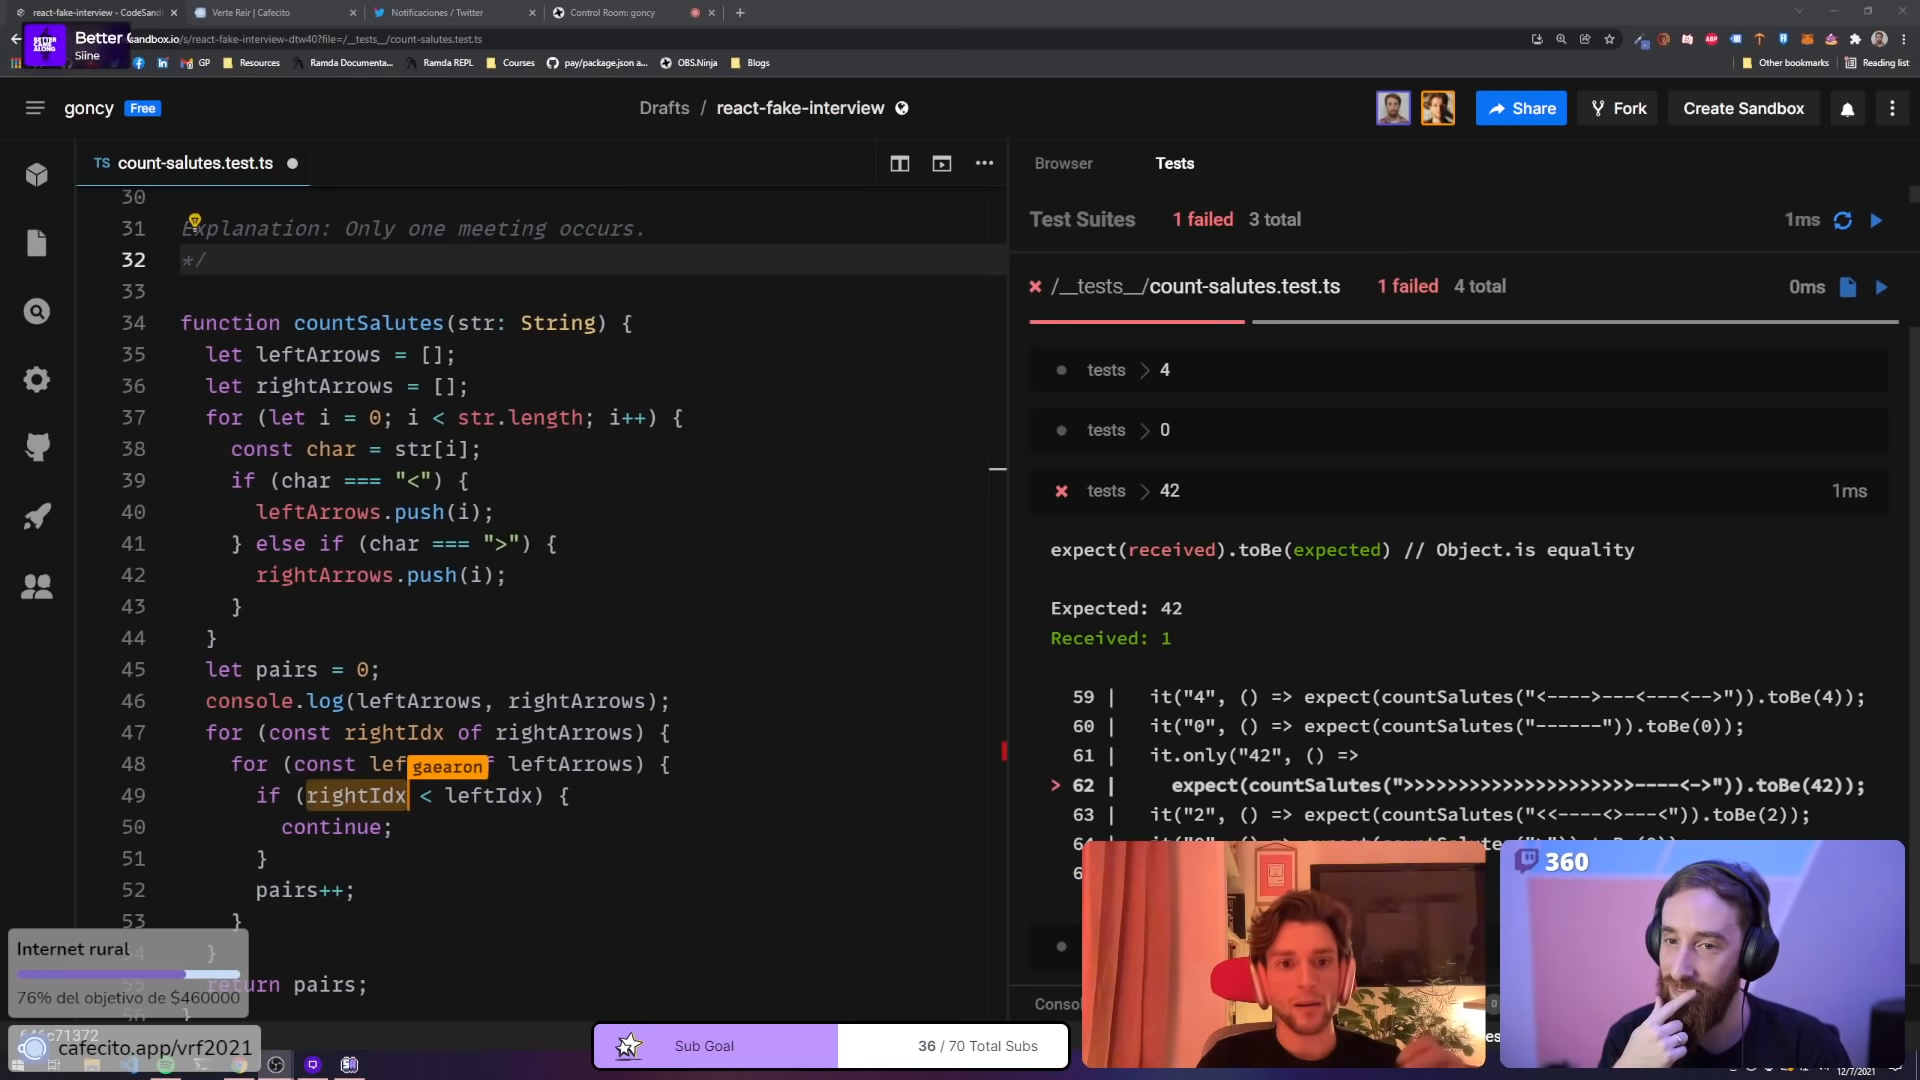 react-fake-interview - CodeSand
Verte Reir | Cafecito
Notificaciones / Twitter
Control Room: goncy
Better
Siine
sandbox.io/s/react-fake-interview-dtw40?file=/__tests__/count-salutes.test.ts
GP
Resources
Ramda Documenta...
Ramda REPL
Courses
pay/package.json a...
OBS.Ninja
Blogs
Other bookmarks
Reading list
goncy
Free
Drafts / react-fake-interview
Share
Fork
Create Sandbox
TS count-salutes.test.ts
Browser
Tests
30
31 Explanation: Only one meeting occurs.
32 */
33
34 function countSalutes(str: String) {
35 let leftArrows = [];
36 let rightArrows = [];
37 for (let i = 0; i < str.length; i++) {
38 const char = str[i];
39 if (char === "<") {
40 leftArrows.push(i);
41 } else if (char === ">") {
42 rightArrows.push(i);
43 }
44 }
45 let pairs = 0;
46 console.log(leftArrows, rightArrows);
47 for (const rightIdx of rightArrows) {
48 for (const lef gaearon f leftArrows) {
49 if (rightIdx < leftIdx) {
50 continue;
51 }
52 pairs++;
53 }
}
return pairs;
Test Suites 1 failed 3 total 1ms
/__tests__/count-salutes.test.ts 1 failed 4 total 0ms
tests > 4
tests > 0
tests > 42 1ms
expect(received).toBe(expected) // Object.is equality
Expected: 42
Received: 1
59 | it("4", () => expect(countSalutes("<---->---<---<-->")).toBe(4));
60 | it("0", () => expect(countSalutes("------")).toBe(0));
61 | it.only("42", () =>
> 62 | expect(countSalutes(">>>>>>>>>>>>>>>>>>>>>----<->")).toBe(42));
63 | it("2", () => expect(countSalutes("<<----<>---<")).toBe(2));
Internet rural
76% del objetivo de $460000
cafecito.app/vrf2021
Sub Goal
36 / 70 Total Subs
360
12/7/2021